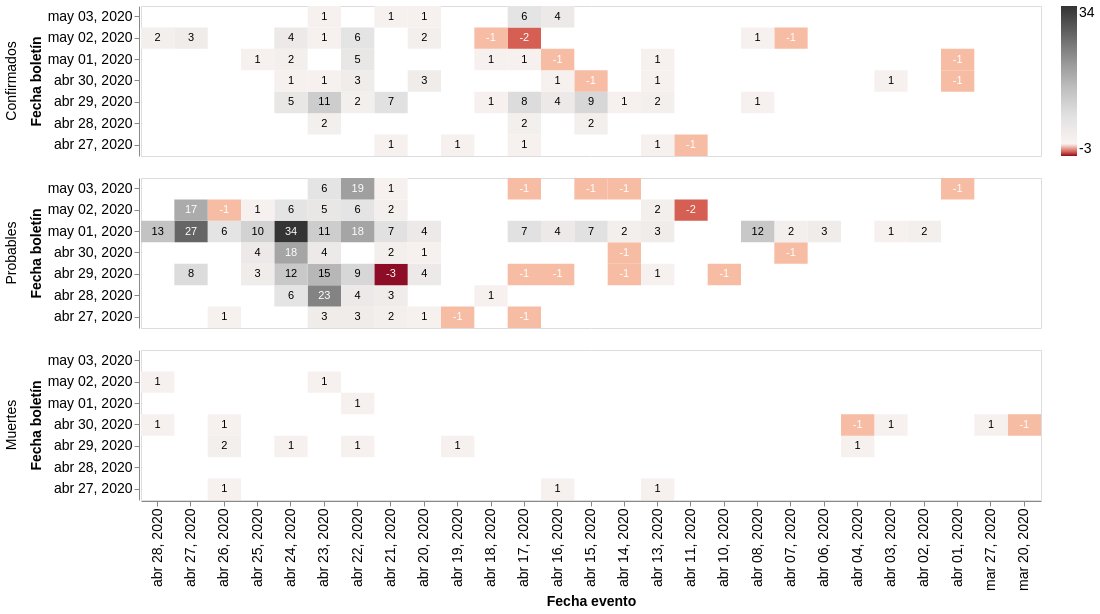 Confirmados
Fecha boletín
may 03, 2020 1 1 1 6 4
may 02, 2020 2 3 4 1 6 2 -1 -2 1 -1
may 01, 2020 1 2 5 1 1 -1 1 -1
abr 30, 2020 1 1 3 3 1 -1 1 1 -1
abr 29, 2020 5 11 2 7 1 8 4 9 1 2 1
abr 28, 2020 2 2 2
abr 27, 2020 1 1 1 1 -1
34
-3
Probables
Fecha boletín
may 03, 2020 6 19 1 -1 -1 -1 -1
may 02, 2020 17 -1 1 6 5 6 2 2 -2
may 01, 2020 13 27 6 10 34 11 18 7 4 7 4 7 2 3 12 2 3 1 2
abr 30, 2020 4 18 4 2 1 -1 -1
abr 29, 2020 8 3 12 15 9 -3 4 -1 -1 -1 1 -1
abr 28, 2020 6 23 4 3 1
abr 27, 2020 1 3 3 2 1 -1 -1
Muertes
Fecha boletín
may 03, 2020
may 02, 2020 1 1
may 01, 2020 1
abr 30, 2020 1 1 -1 1 1 -1
abr 29, 2020 2 1 1 1 1
abr 28, 2020
abr 27, 2020 1 1 1
abr 28, 2020
abr 27, 2020
abr 26, 2020
abr 25, 2020
abr 24, 2020
abr 23, 2020
abr 22, 2020
abr 21, 2020
abr 20, 2020
abr 19, 2020
abr 18, 2020
abr 17, 2020
abr 16, 2020
abr 15, 2020
abr 14, 2020
abr 13, 2020
abr 11, 2020
abr 10, 2020
abr 08, 2020
abr 07, 2020
abr 06, 2020
abr 04, 2020
abr 03, 2020
abr 02, 2020
abr 01, 2020
mar 27, 2020
mar 20, 2020
Fecha evento